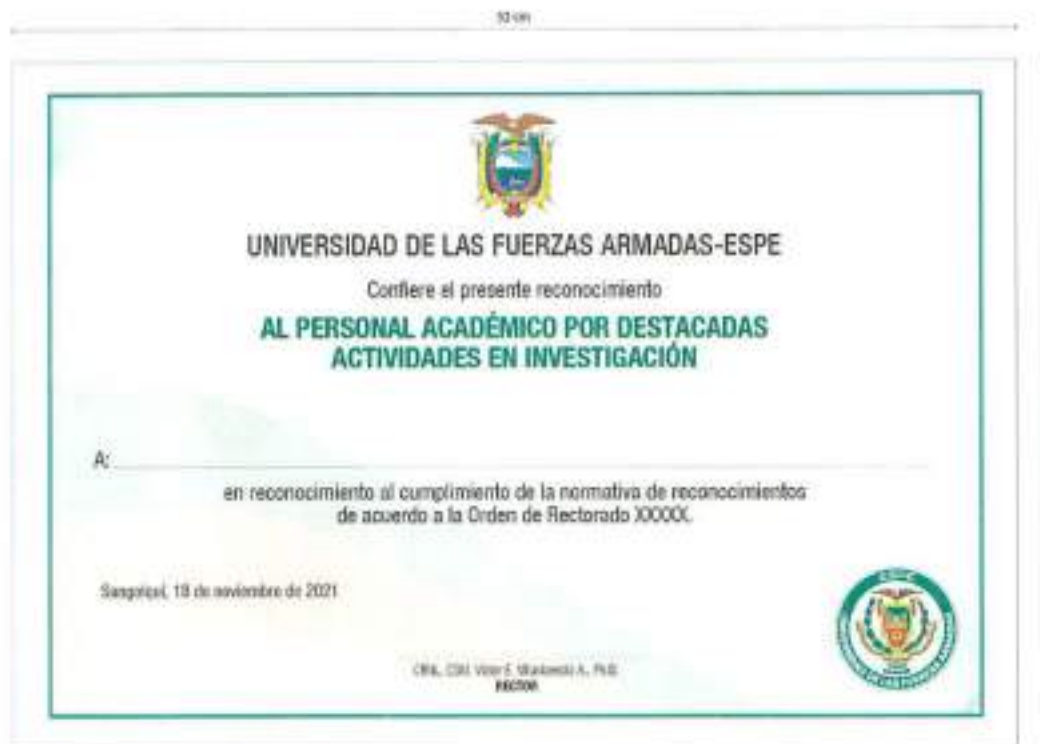 UNIVERSIDAD DE LAS FUERZAS ARMADAS-ESPE
Confiere el presente reconocimiento
AL PERSONAL ACADÉMICO POR DESTACADAS
ACTIVIDADES EN INVESTIGACIÓN
A:
en reconocimiento al cumplimiento de la normativa de reconocimientos
de acuerdo a la Orden de Rectorado XXXXX.
Sangolquí, 18 de noviembre de 2021
ESPE
RECTOR